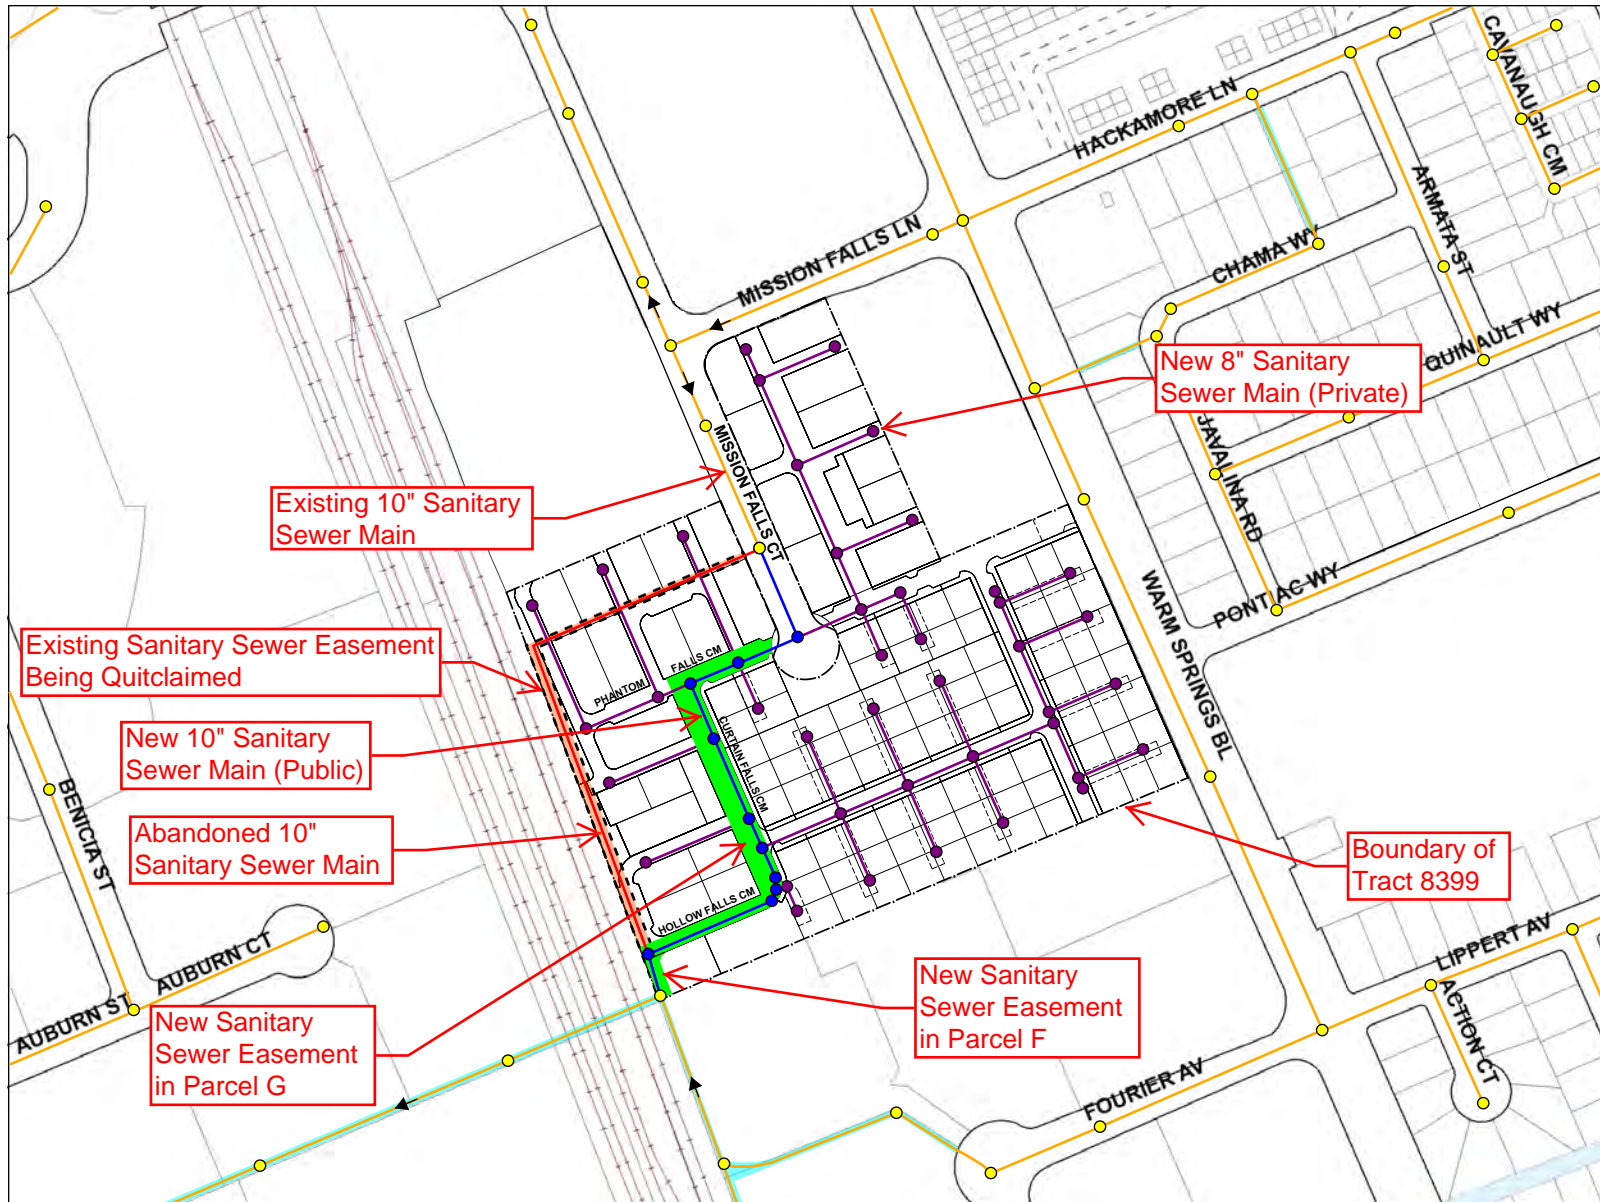 CAVANAUGH CM
HACKAMORE LN
ARMATA ST
MISSION FALLS LN
CHAMA WY
QUINAULT WY
New 8" Sanitary
Sewer Main (Private)
JAVALINA RD
MISSION FALLS CT
Existing 10" Sanitary
Sewer Main
PONTIAC WY
WARM SPRINGS BL
Existing Sanitary Sewer Easement
Being Quitclaimed
PHANTOM FALLS CM
New 10" Sanitary
Sewer Main (Public)
CURTAIN FALLS CM
BENICIA ST
Abandoned 10"
Sanitary Sewer Main
Boundary of
Tract 8399
HOLLOW FALLS CM
AUBURN CT
AUBURN ST
LIPPERT AV
ACTION CT
New Sanitary
Sewer Easement
in Parcel F
New Sanitary
Sewer Easement
in Parcel G
FOURIER AV